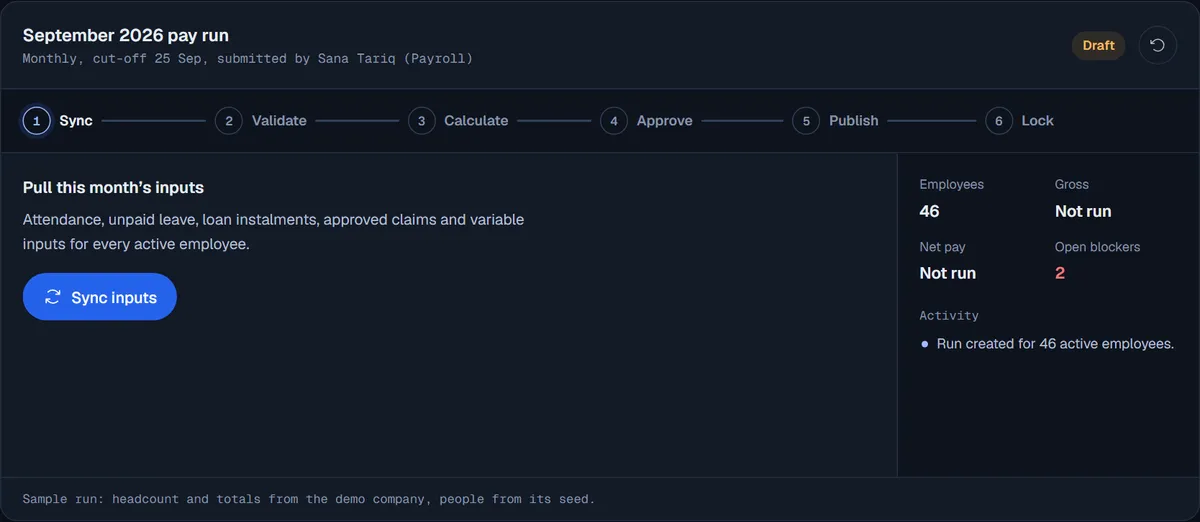 September 2026 pay run
Monthly, cut-off 25 Sep, submitted by Sana Tariq (Payroll)
Draft
1 Sync
2 Validate
3 Calculate
4 Approve
5 Publish
6 Lock
Pull this month’s inputs
Attendance, unpaid leave, loan instalments, approved claims and variable
inputs for every active employee.
Sync inputs
Employees
46
Gross
Not run
Net pay
Not run
Open blockers
2
Activity
Run created for 46 active employees.
Sample run: headcount and totals from the demo company, people from its seed.